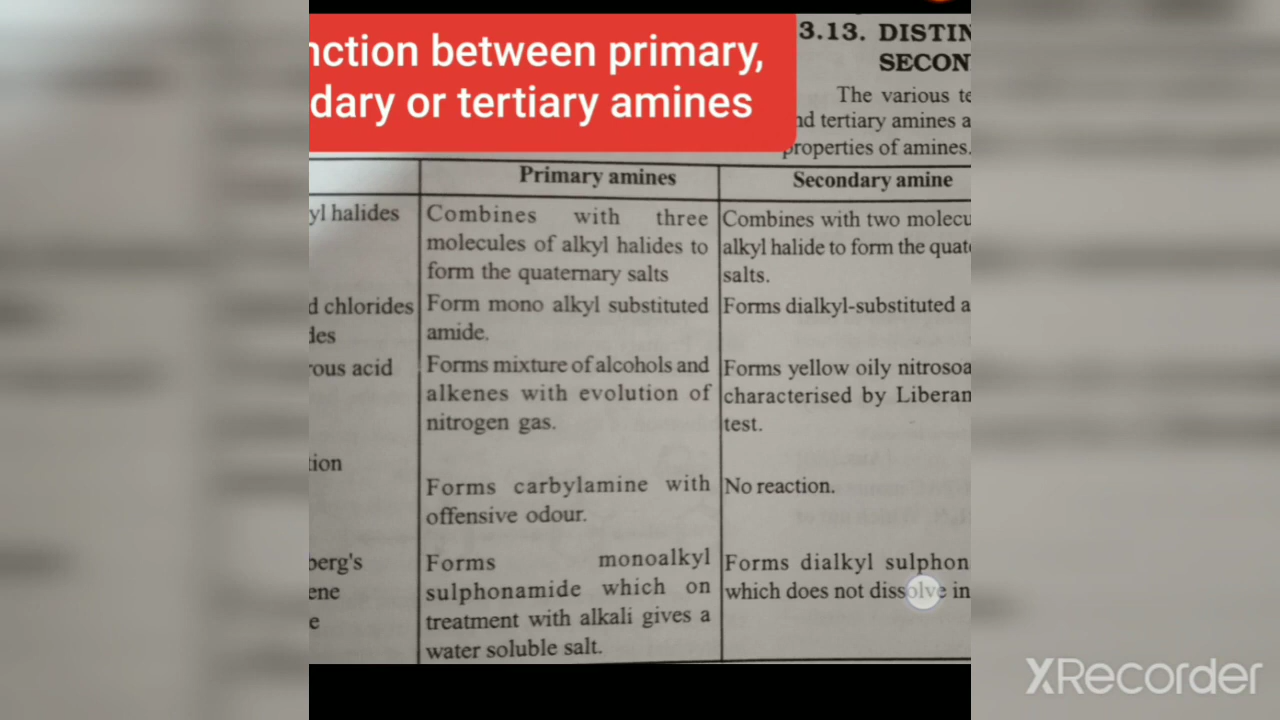 nction between primary,
dary or tertiary amines
3.13. DISTIN
SECON
The various te
nd tertiary amines a
properties of amines.
Primary amines
Secondary amine
yl halides
Combines with three
molecules of alkyl halides to
form the quaternary salts
Combines with two molecu
alkyl halide to form the quate
salts.
d chlorides
des
Form mono alkyl substituted
amide.
Forms dialkyl-substituted a
rous acid
Forms mixture of alcohols and
alkenes with evolution of
nitrogen gas.
Forms yellow oily nitrosoa
characterised by Liberan
test.
tion
Forms carbylamine with
offensive odour.
No reaction.
berg's
ene
e
Forms monoalkyl
sulphonamide which on
treatment with alkali gives a
water soluble salt.
Forms dialkyl sulphon
which does not dissolve in
XRecorder